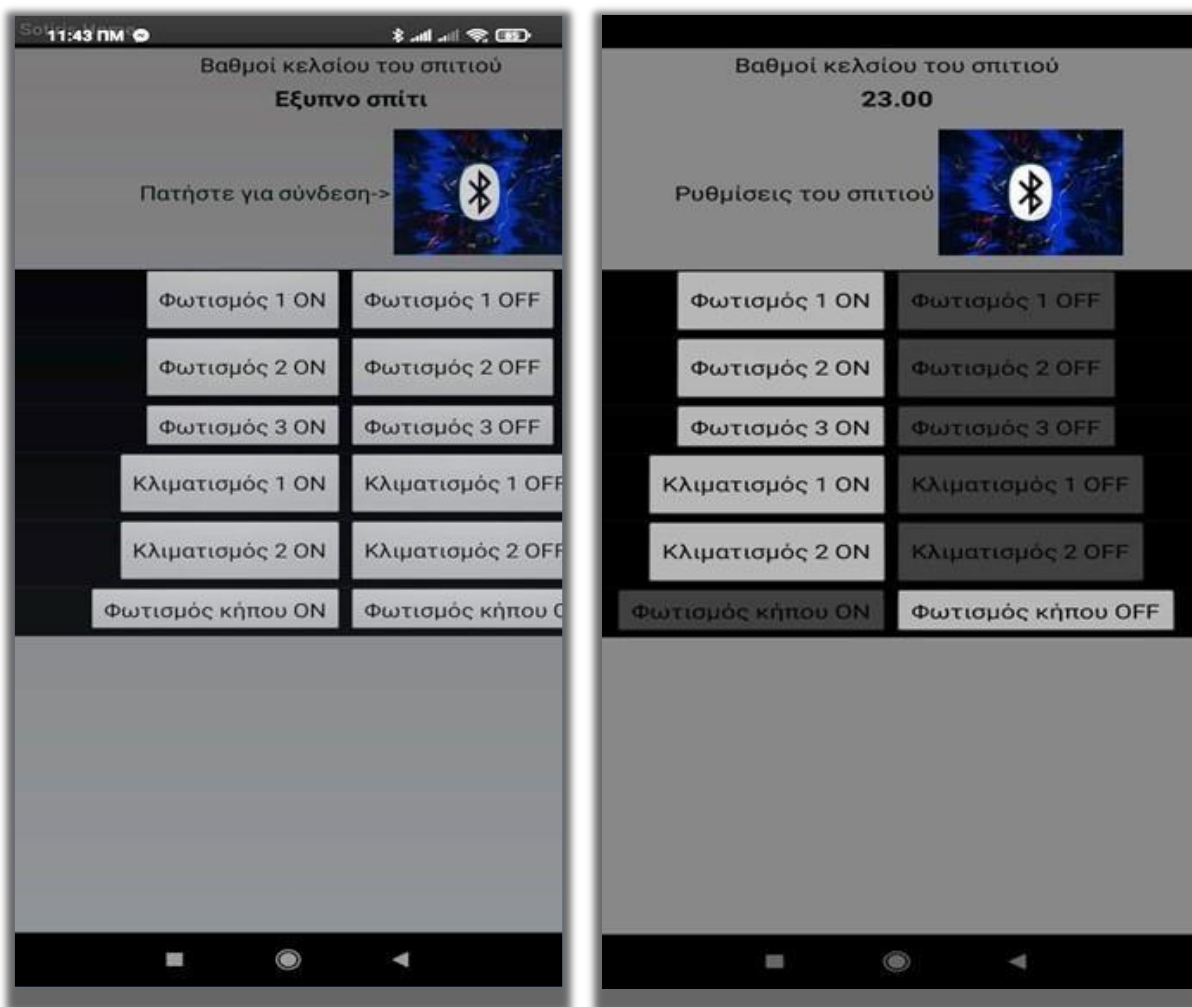 11:43 ΠΜ
85
Βαθμοί κελσίου του σπιτιού
Εξυπνο σπίτι
Πατήστε για σύνδεση->
Φωτισμός 1 ON Φωτισμός 1 OFF
Φωτισμός 2 ON Φωτισμός 2 OFF
Φωτισμός 3 ON Φωτισμός 3 OFF
Κλιματισμός 1 ON Κλιματισμός 1 OFF
Κλιματισμός 2 ON Κλιματισμός 2 OFF
Φωτισμός κήπου ON Φωτισμός κήπου O
Βαθμοί κελσίου του σπιτιού
23.00
Ρυθμίσεις του σπιτιού
Φωτισμός 1 ON Φωτισμός 1 OFF
Φωτισμός 2 ON Φωτισμός 2 OFF
Φωτισμός 3 ON Φωτισμός 3 OFF
Κλιματισμός 1 ON Κλιματισμός 1 OFF
Κλιματισμός 2 ON Κλιματισμός 2 OFF
Φωτισμός κήπου ON Φωτισμός κήπου OFF